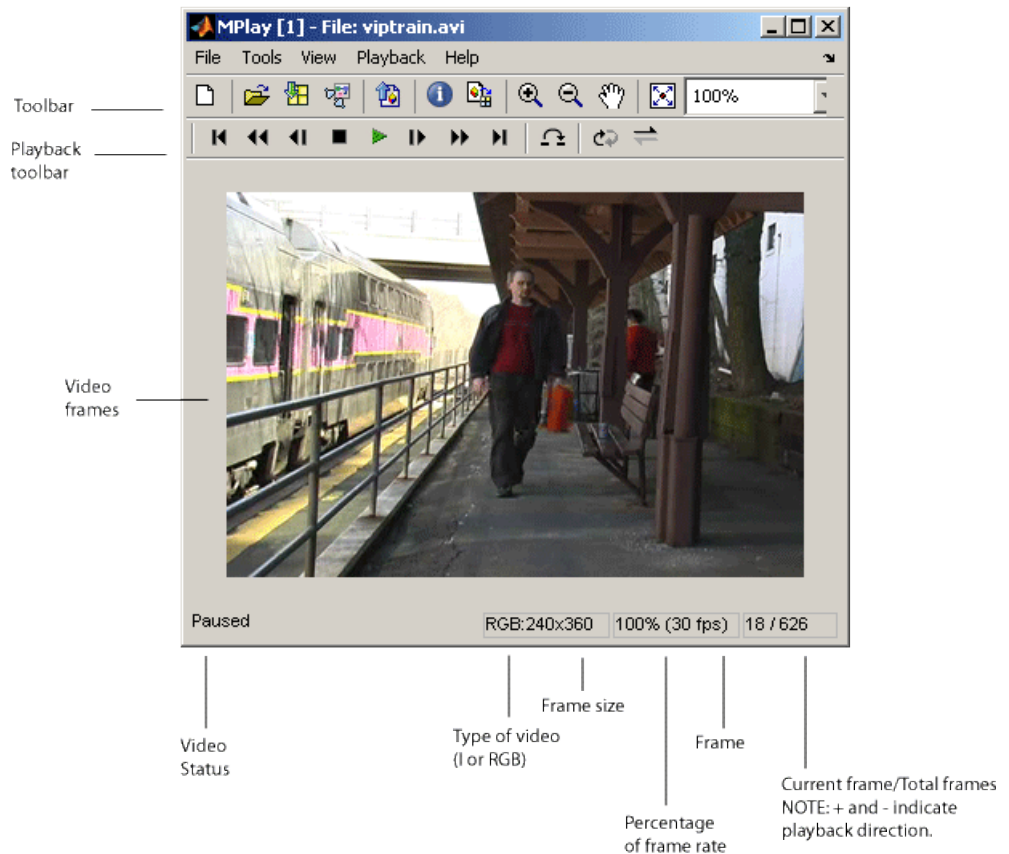 MPlay [1] - File: viptrain.avi
File Tools View Playback Help
100%
Toolbar
Playback
toolbar
Video
frames
Paused
RGB:240x360
100% (30 fps)
18 / 626
Frame size
Type of video
(I or RGB)
Frame
Video
Status
Current frame/Total frames
NOTE: + and - indicate
playback direction.
Percentage
of frame rate